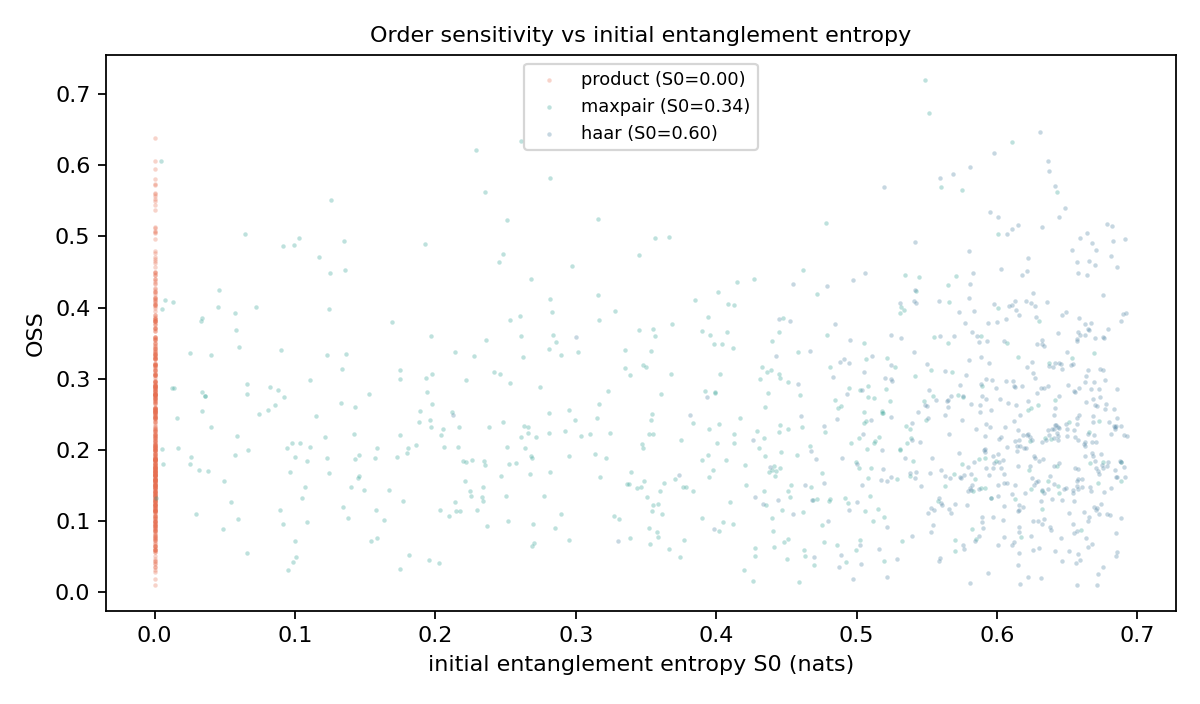 Order sensitivity vs initial entanglement entropy
product (S0=0.00)
maxpair (S0=0.34)
haar (S0=0.60)
OSS
0.7
0.6
0.5
0.4
0.3
0.2
0.1
0.0
0.0 0.1 0.2 0.3 0.4 0.5 0.6 0.7
initial entanglement entropy S0 (nats)